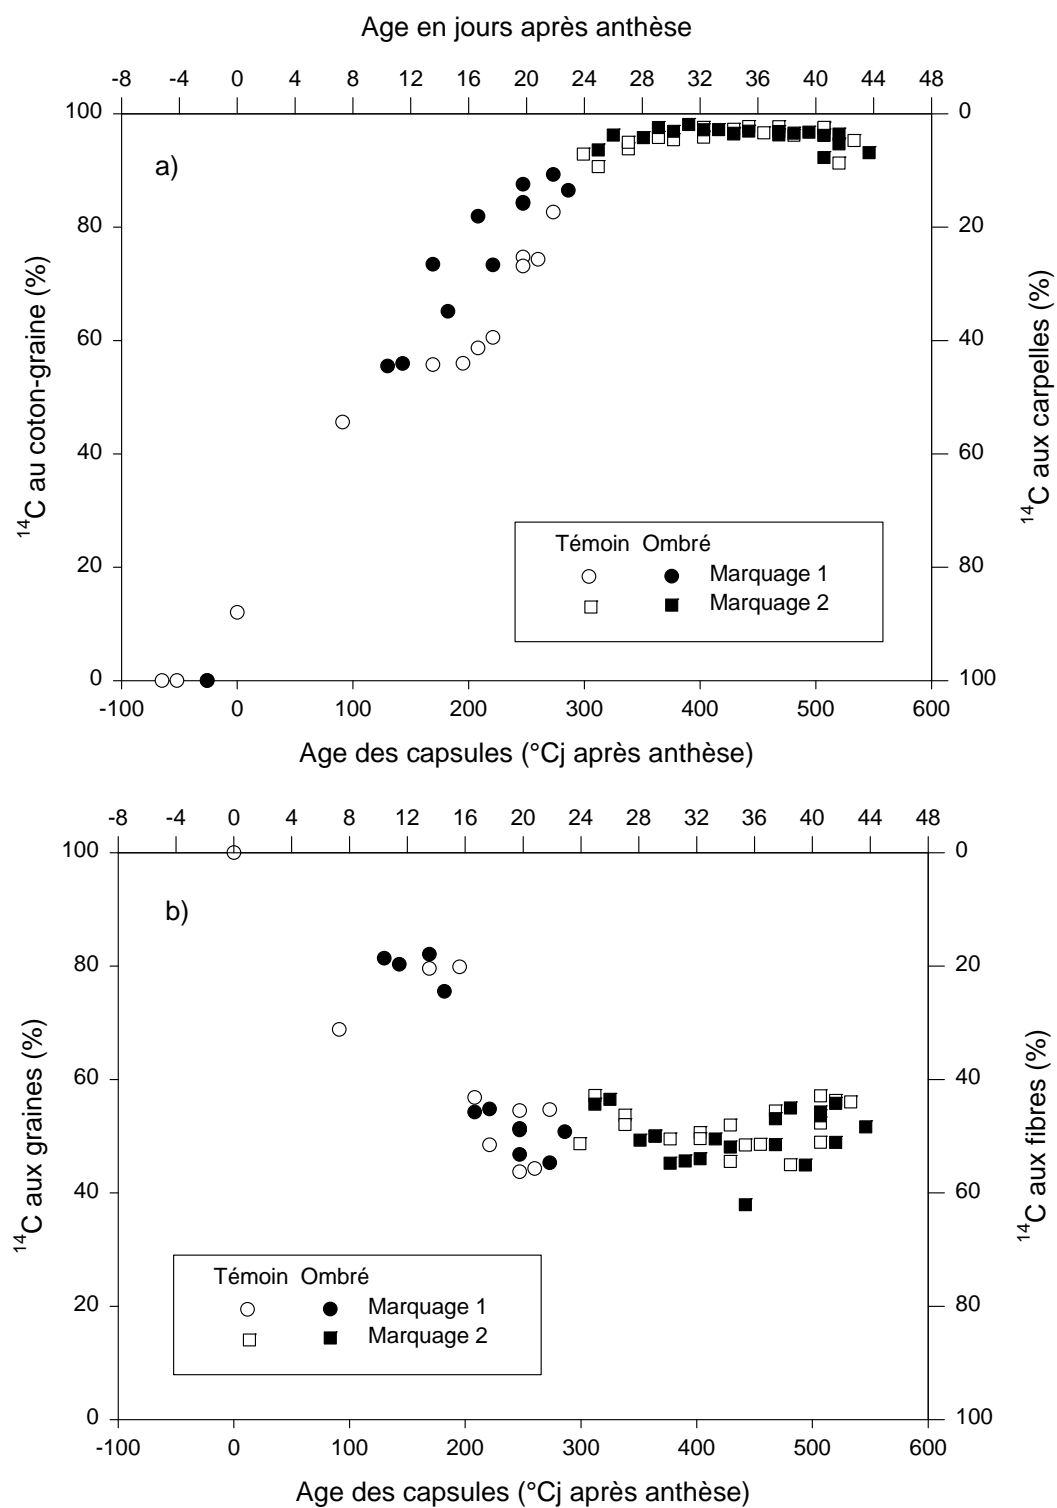 Age en jours après anthèse
-8 -4 0 4 8 12 16 20 24 28 32 36 40 44 48
100 0
a)
80 20
60 40
40 60
20 80
0 100
¹⁴C au coton-graine (%)
¹⁴C aux carpelles (%)
Témoin Ombré
Marquage 1
Marquage 2
-100 0 100 200 300 400 500 600
Age des capsules (°Cj après anthèse)
-8 -4 0 4 8 12 16 20 24 28 32 36 40 44 48
100 0
b)
80 20
60 40
40 60
20 80
0 100
¹⁴C aux graines (%)
¹⁴C aux fibres (%)
Témoin Ombré
Marquage 1
Marquage 2
-100 0 100 200 300 400 500 600
Age des capsules (°Cj après anthèse)